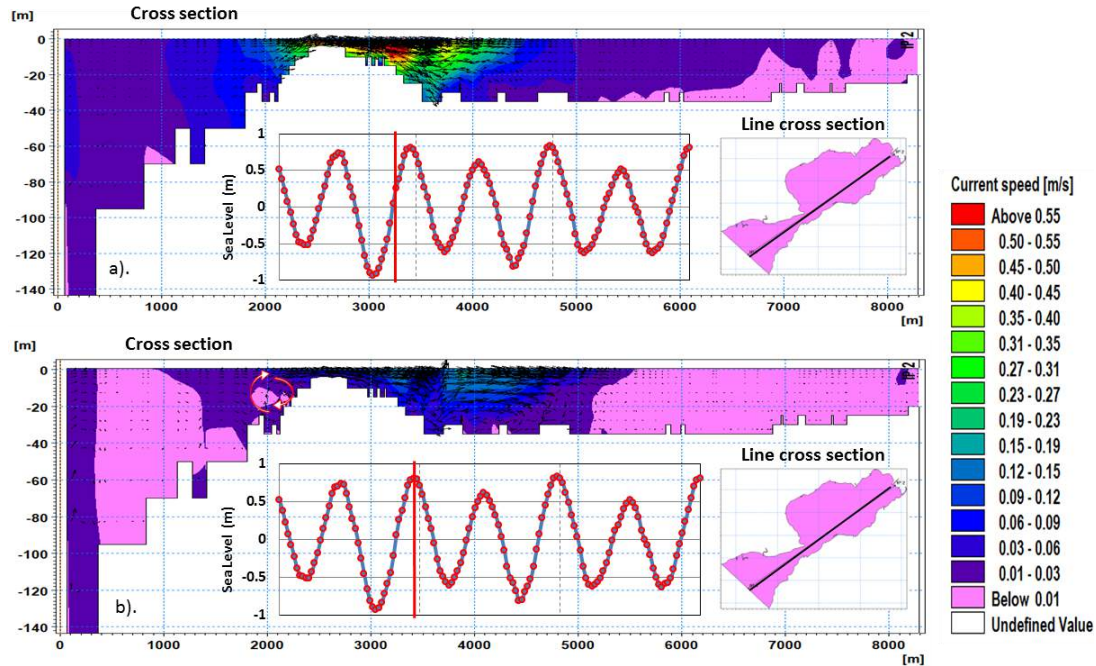 Cross section
[m]
0
-20
-40
-60
-80
-100
-120
-140
0 1000 2000 3000 4000 5000 6000 7000 8000
[m]
a).
Sea Level (m)
1
0.5
0
-0.5
-1
Line cross section
Cross section
[m]
0
-20
-40
-60
-80
-100
-120
-140
0 1000 2000 3000 4000 5000 6000 7000 8000
[m]
b).
Sea Level (m)
1
0.5
0
-0.5
-1
Line cross section
Current speed [m/s]
Above 0.55
0.50 - 0.55
0.45 - 0.50
0.40 - 0.45
0.35 - 0.40
0.31 - 0.35
0.27 - 0.31
0.23 - 0.27
0.19 - 0.23
0.15 - 0.19
0.12 - 0.15
0.09 - 0.12
0.06 - 0.09
0.03 - 0.06
0.01 - 0.03
Below 0.01
Undefined Value